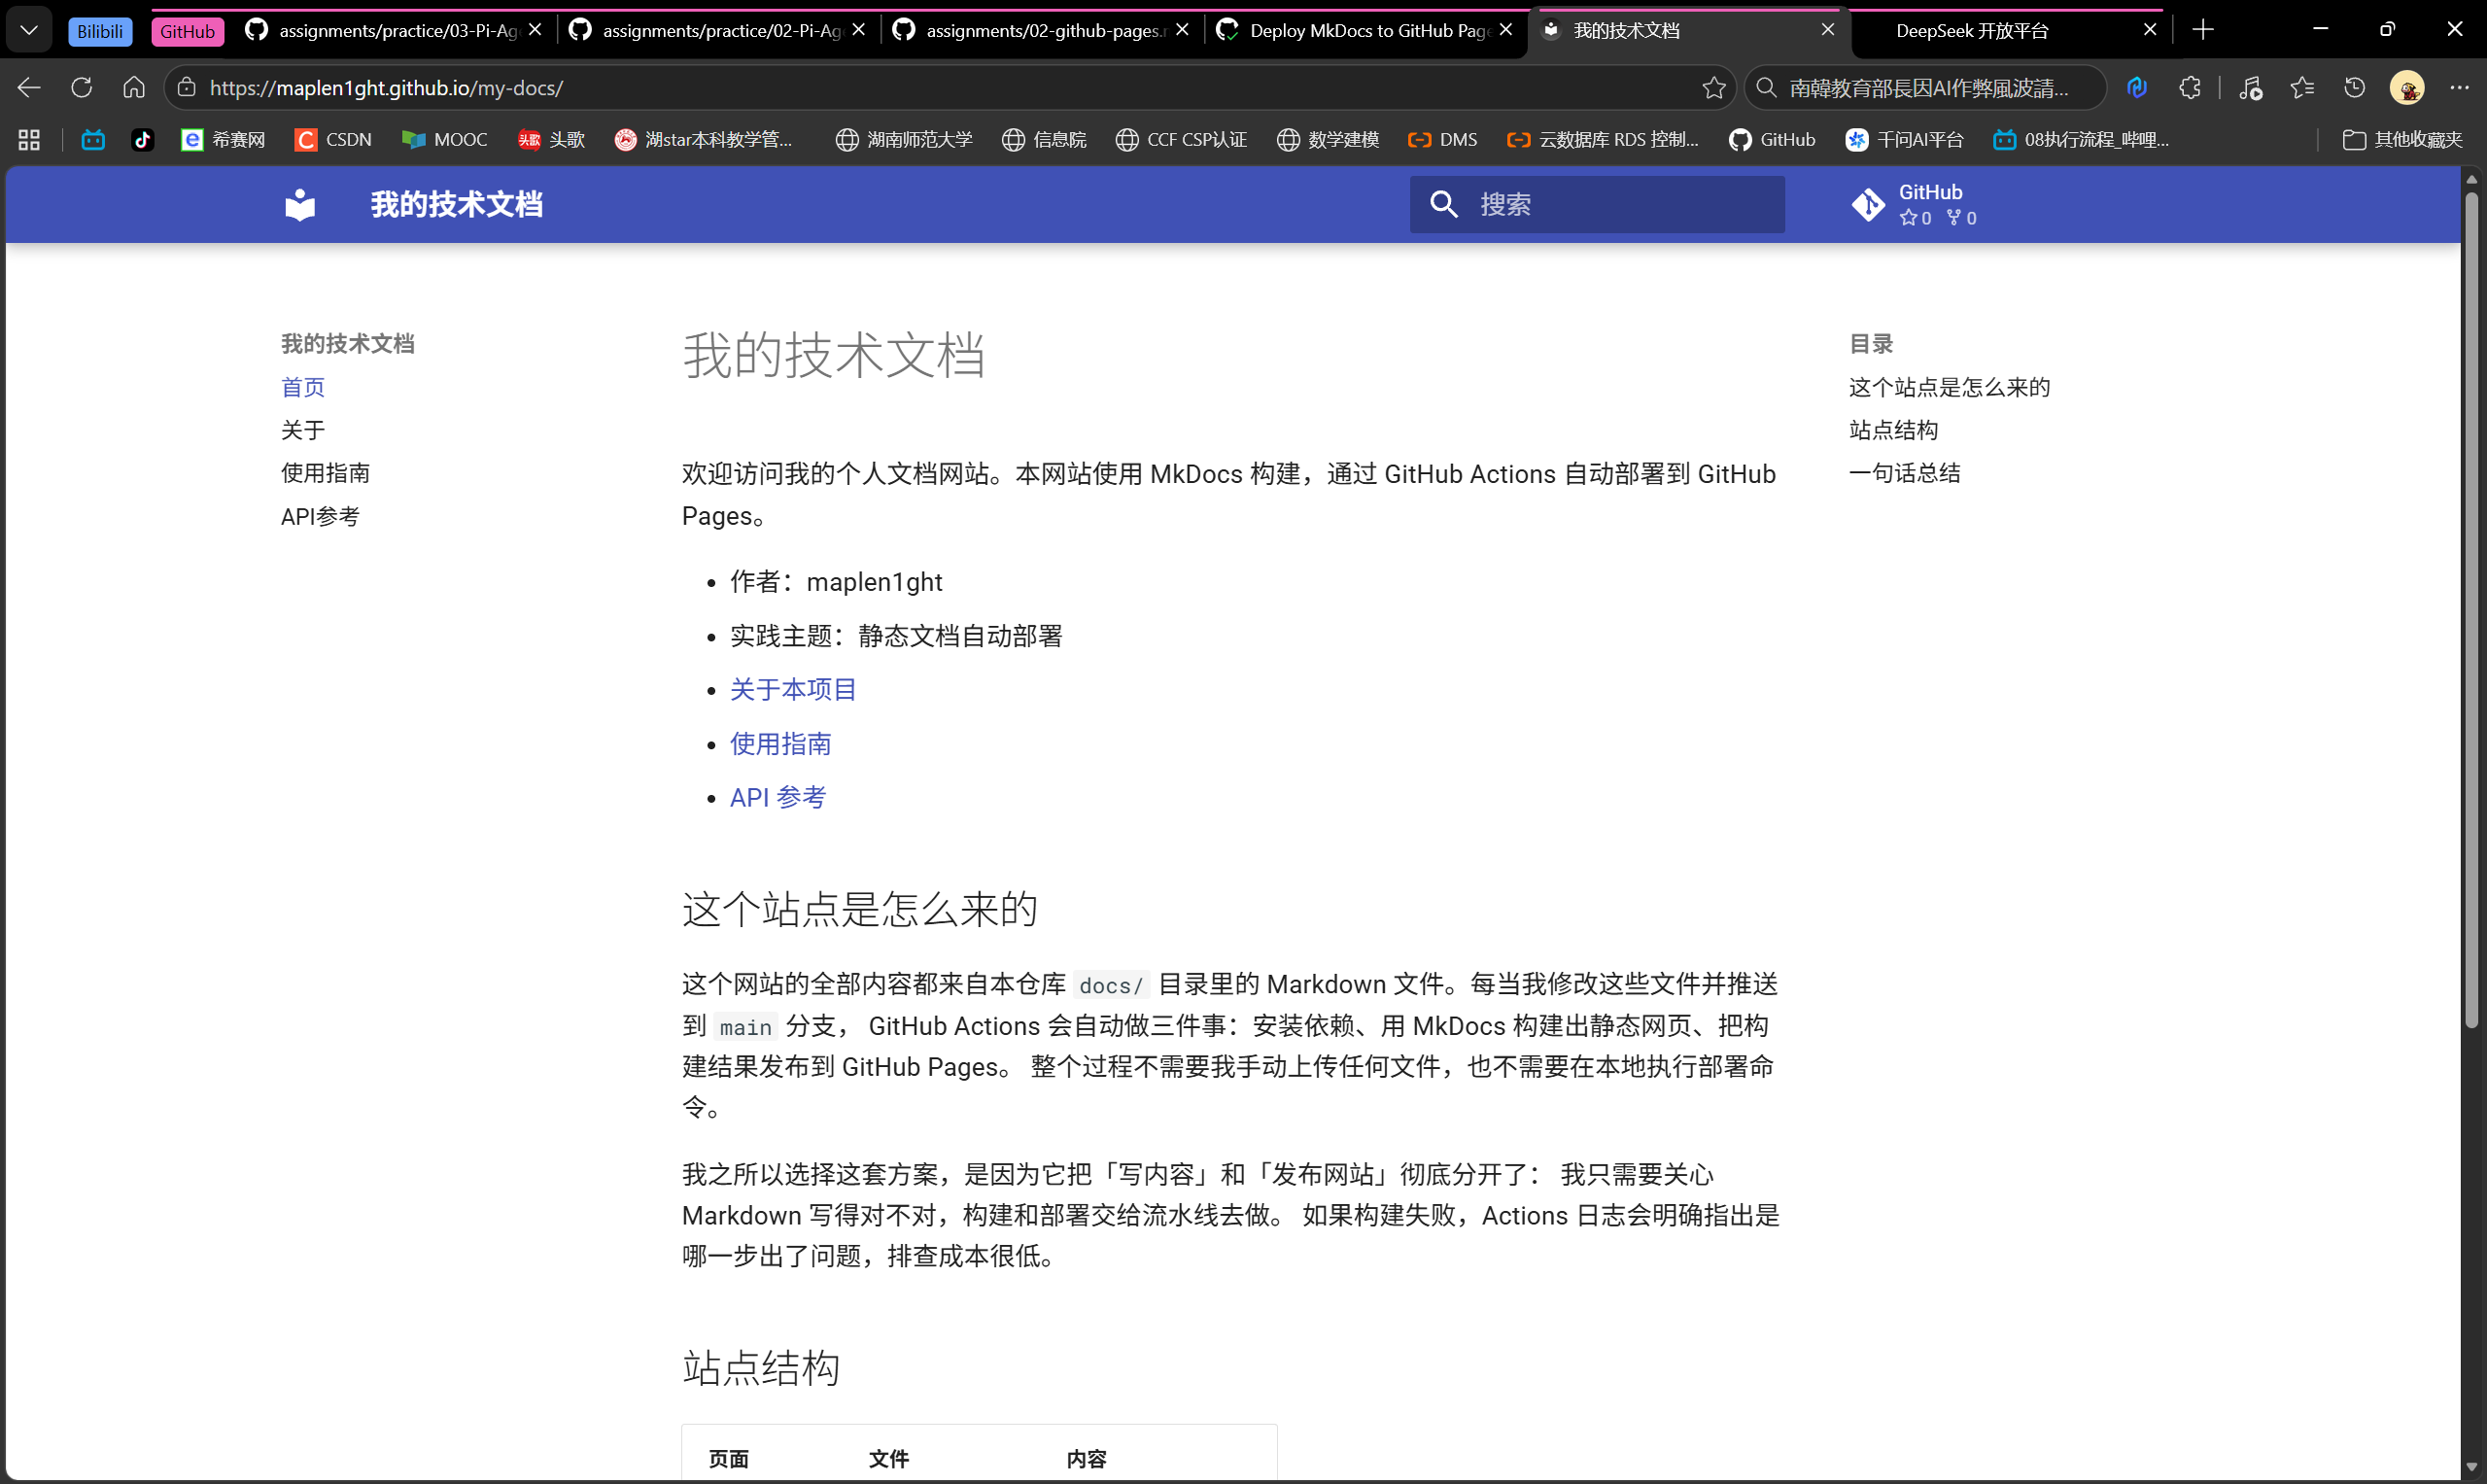 Bilibili
GitHub
assignments/practice/03-Pi-Ag
assignments/practice/02-Pi-Ag
assignments/02-github-pages.
Deploy MkDocs to GitHub Page
我的技术文档
DeepSeek 开放平台
https://maplen1ght.github.io/my-docs/
南韓教育部長因AI作弊風波請...
希赛网
CSDN
MOOC
头歌
头歌
湖star本科教学管...
湖南师范大学
信息院
CCF CSP认证
数学建模
DMS
云数据库 RDS 控制...
GitHub
千问AI平台
08执行流程_哔哩...
其他收藏夹
我的技术文档
搜索
GitHub
0 0
我的技术文档
首页
关于
使用指南
API参考
我的技术文档
欢迎访问我的个人文档网站。本网站使用 MkDocs 构建，通过 GitHub Actions 自动部署到 GitHub
Pages。
• 作者：maplen1ght
• 实践主题：静态文档自动部署
• 关于本项目
• 使用指南
• API 参考
这个站点是怎么来的
这个网站的全部内容都来自本仓库 docs/ 目录里的 Markdown 文件。每当我修改这些文件并推送
到 main 分支， GitHub Actions 会自动做三件事：安装依赖、用 MkDocs 构建出静态网页、把构
建结果发布到 GitHub Pages。 整个过程不需要我手动上传任何文件，也不需要在本地执行部署命
令。
我之所以选择这套方案，是因为它把「写内容」和「发布网站」彻底分开了： 我只需要关心
Markdown 写得对不对，构建和部署交给流水线去做。 如果构建失败，Actions 日志会明确指出是
哪一步出了问题，排查成本很低。
站点结构
页面 文件 内容
目录
这个站点是怎么来的
站点结构
一句话总结